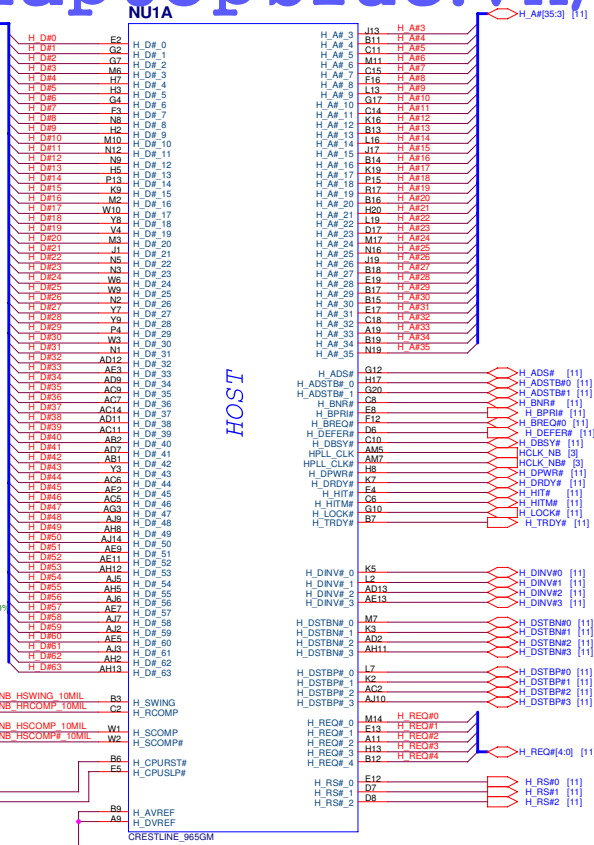 NU1A
H_D#0 E2 H_D#_0
H_D#1 G2 H_D#_1
H_D#2 G7 H_D#_2
H_D#3 M6 H_D#_3
H_D#4 H7 H_D#_4
H_D#5 H3 H_D#_5
H_D#6 G4 H_D#_6
H_D#7 F3 H_D#_7
H_D#8 N8 H_D#_8
H_D#9 H2 H_D#_9
H_D#10 M10 H_D#_10
H_D#11 N12 H_D#_11
H_D#12 N9 H_D#_12
H_D#13 H5 H_D#_13
H_D#14 P13 H_D#_14
H_D#15 K9 H_D#_15
H_D#16 M2 H_D#_16
H_D#17 W10 H_D#_17
H_D#18 Y8 H_D#_18
H_D#19 V4 H_D#_19
H_D#20 M3 H_D#_20
H_D#21 J1 H_D#_21
H_D#22 N5 H_D#_22
H_D#23 N3 H_D#_23
H_D#24 W6 H_D#_24
H_D#25 W9 H_D#_25
H_D#26 N2 H_D#_26
H_D#27 Y7 H_D#_27
H_D#28 Y9 H_D#_28
H_D#29 P4 H_D#_29
H_D#30 W3 H_D#_30
H_D#31 N1 H_D#_31
H_D#32 AD12 H_D#_32
H_D#33 AE3 H_D#_33
H_D#34 AD9 H_D#_34
H_D#35 AC9 H_D#_35
H_D#36 AC7 H_D#_36
H_D#37 AC14 H_D#_37
H_D#38 AD11 H_D#_38
H_D#39 AC11 H_D#_39
H_D#40 AB2 H_D#_40
H_D#41 AD7 H_D#_41
H_D#42 AB1 H_D#_42
H_D#43 Y3 H_D#_43
H_D#44 AC6 H_D#_44
H_D#45 AE2 H_D#_45
H_D#46 AC5 H_D#_46
H_D#47 AG3 H_D#_47
H_D#48 AJ9 H_D#_48
H_D#49 AH8 H_D#_49
H_D#50 AJ14 H_D#_50
H_D#51 AE9 H_D#_51
H_D#52 AE11 H_D#_52
H_D#53 AH12 H_D#_53
H_D#54 AJ5 H_D#_54
H_D#55 AH5 H_D#_55
H_D#56 AJ6 H_D#_56
H_D#57 AE7 H_D#_57
H_D#58 AJ7 H_D#_58
H_D#59 AJ2 H_D#_59
H_D#60 AE5 H_D#_60
H_D#61 AJ3 H_D#_61
H_D#62 AH2 H_D#_62
H_D#63 AH13 H_D#_63
NB_HSWING_10MIL B3 H_SWING
NB_HRCOMP_10MIL C2 H_RCOMP
NB_HSCOMP_10MIL W1 H_SCOMP
NB_HSCOMP#_10MIL W2 H_SCOMP#
B6 H_CPURST#
E5 H_CPUSLP#
B9 H_AVREF
A9 H_DVREF
CRESTLINE_965GM
HOST
H_A#[35:3] [11]
H_A#_3 J13 H_A#3
H_A#_4 B11 H_A#4
H_A#_5 C11 H_A#5
H_A#_6 M11 H_A#6
H_A#_7 C15 H_A#7
H_A#_8 F16 H_A#8
H_A#_9 L13 H_A#9
H_A#_10 G17 H_A#10
H_A#_11 C14 H_A#11
H_A#_12 K16 H_A#12
H_A#_13 B13 H_A#13
H_A#_14 L16 H_A#14
H_A#_15 J17 H_A#15
H_A#_16 B14 H_A#16
H_A#_17 K19 H_A#17
H_A#_18 P15 H_A#18
H_A#_19 R17 H_A#19
H_A#_20 B16 H_A#20
H_A#_21 H20 H_A#21
H_A#_22 L19 H_A#22
H_A#_23 D17 H_A#23
H_A#_24 M17 H_A#24
H_A#_25 N16 H_A#25
H_A#_26 J19 H_A#26
H_A#_27 B18 H_A#27
H_A#_28 E19 H_A#28
H_A#_29 B17 H_A#29
H_A#_30 B15 H_A#30
H_A#_31 E17 H_A#31
H_A#_32 C18 H_A#32
H_A#_33 A19 H_A#33
H_A#_34 B19 H_A#34
H_A#_35 N19 H_A#35
H_ADS# G12 H_ADS# [11]
H_ADSTB#_0 H17 H_ADSTB#0 [11]
H_ADSTB#_1 G20 H_ADSTB#1 [11]
H_BNR# C8 H_BNR# [11]
H_BPRI# E8 H_BPRI# [11]
H_BREQ# F12 H_BREQ#0 [11]
H_DEFER# D6 H_DEFER# [11]
H_DBSY# C10 H_DBSY# [11]
HPLL_CLK AM5 HCLK_NB [3]
HPLL_CLK# AM7 HCLK_NB# [3]
H_DPWR# H8 H_DPWR# [11]
H_DRDY# K7 H_DRDY# [11]
H_HIT# E4 H_HIT# [11]
H_HITM# C6 H_HITM# [11]
H_LOCK# G10 H_LOCK# [11]
H_TRDY# B7 H_TRDY# [11]
H_DINV#_0 K5 H_DINV#0 [11]
H_DINV#_1 L2 H_DINV#1 [11]
H_DINV#_2 AD13 H_DINV#2 [11]
H_DINV#_3 AE13 H_DINV#3 [11]
H_DSTBN#_0 M7 H_DSTBN#0 [11]
H_DSTBN#_1 K3 H_DSTBN#1 [11]
H_DSTBN#_2 AD2 H_DSTBN#2 [11]
H_DSTBN#_3 AH11 H_DSTBN#3 [11]
H_DSTBP#_0 L7 H_DSTBP#0 [11]
H_DSTBP#_1 K2 H_DSTBP#1 [11]
H_DSTBP#_2 AC2 H_DSTBP#2 [11]
H_DSTBP#_3 AJ10 H_DSTBP#3 [11]
H_REQ#_0 M14 H_REQ#0
H_REQ#_1 E13 H_REQ#1
H_REQ#_2 A11 H_REQ#2
H_REQ#_3 H13 H_REQ#3
H_REQ#_4 B12 H_REQ#4
H_REQ#[4:0] [11
H_RS#_0 E12 H_RS#0 [11]
H_RS#_1 D7 H_RS#1 [11]
H_RS#_2 D8 H_RS#2 [11]